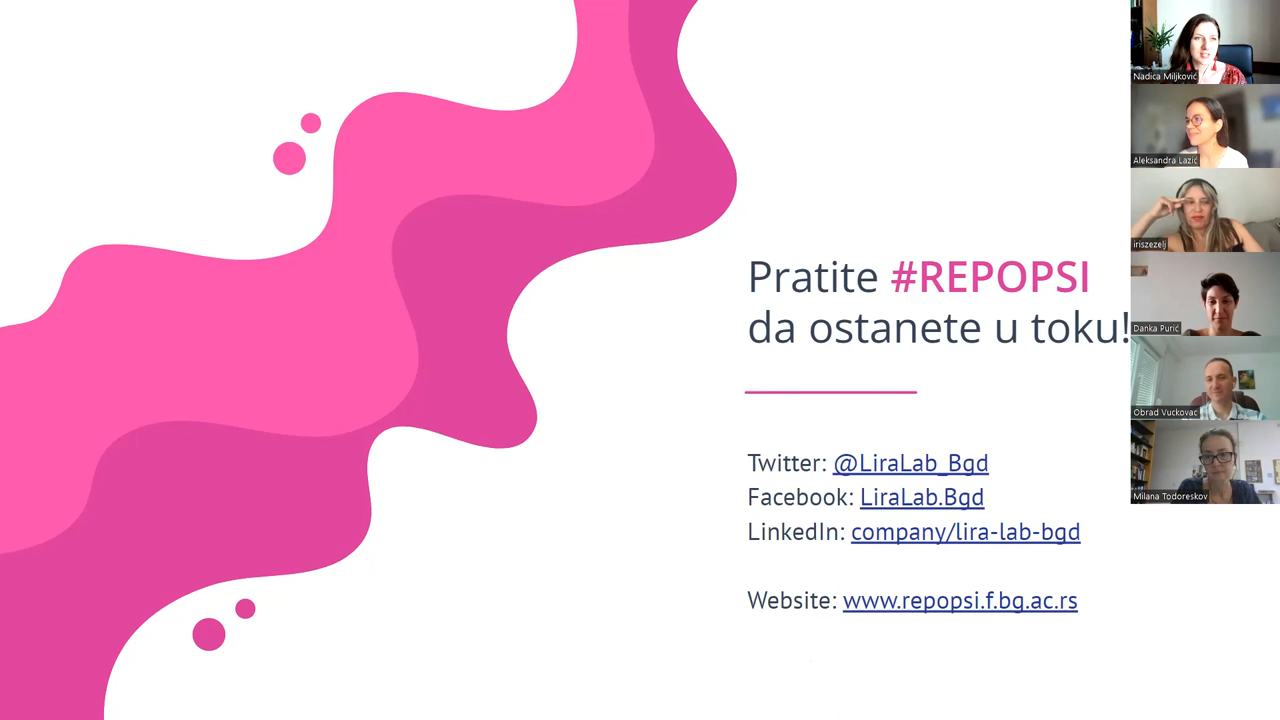 Pratite #REPOPSI
da ostanete u toku!
Twitter: @LiraLab_Bgd
Facebook: LiraLab.Bgd
LinkedIn: company/lira-lab-bgd
Website: www.repopsi.f.bg.ac.rs
Nadica Miljković
Aleksandra Lazić
iriszezelj
Danka Purić
Obrad Vuckovac
Milana Todoreskov